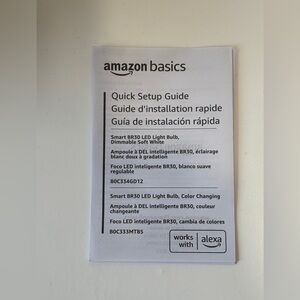 amazon basics
Quick Setup Guide
Guide d'installation rapide
Guía de instalación rápida
Smart BR30 LED Light Bulb,
Dimmable Soft White
Ampoule à DEL intelligente BR30, éclairage
blanc doux à gradation
Foco LED inteligente BR30, blanco suave
regulable
B0C334GD12
Smart BR30 LED Light Bulb, Color Changing
Ampoule à DEL intelligente BR30, couleur
changeante
Foco LED inteligente BR30, cambia de colores
B0C333MTB5
works
with
alexa